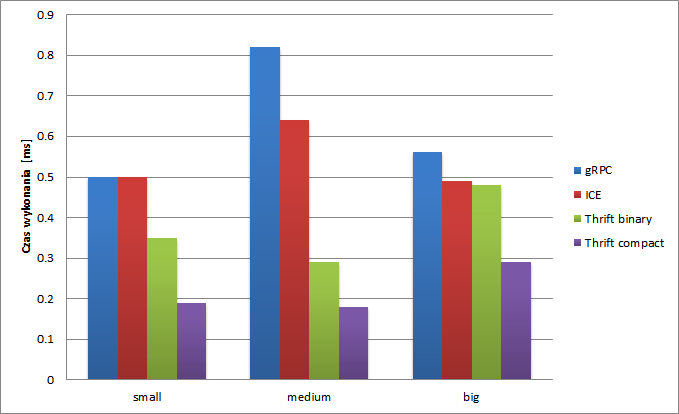 0.9
0.8
0.7
0.6
0.5
0.4
0.3
0.2
0.1
0
Czas wykonania [ms]
small medium big
gRPC
ICE
Thrift binary
Thrift compact